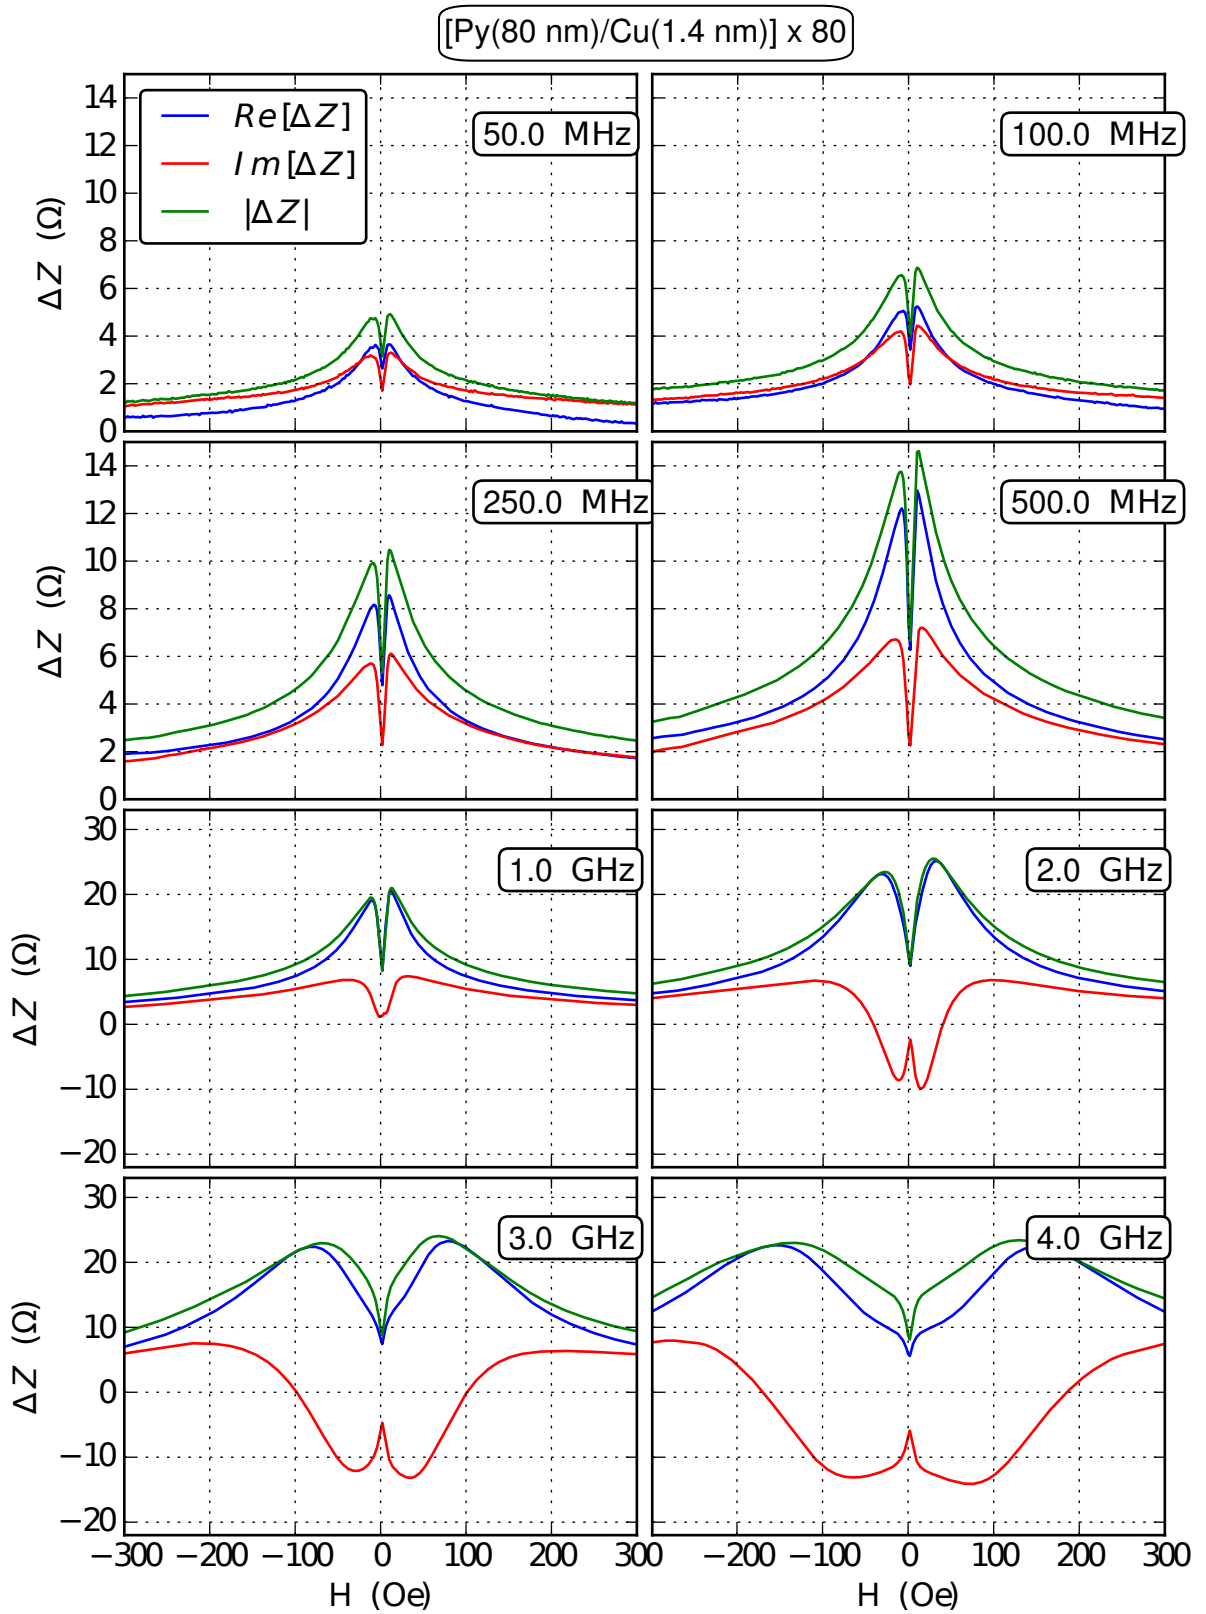 [Py(80 nm)/Cu(1.4 nm)] x 80
Re[ΔZ]
Im[ΔZ]
|ΔZ|
50.0 MHz
100.0 MHz
14
12
10
8
6
4
2
0
ΔZ (Ω)
250.0 MHz
500.0 MHz
14
12
10
8
6
4
2
0
ΔZ (Ω)
1.0 GHz
2.0 GHz
30
20
10
0
−10
−20
ΔZ (Ω)
3.0 GHz
4.0 GHz
30
20
10
0
−10
−20
ΔZ (Ω)
−300 −200 −100 0 100 200 300
−200 −100 0 100 200 300
H (Oe)
H (Oe)